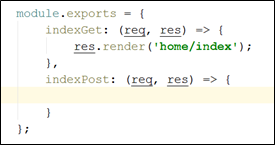 module.exports = {
    indexGet: (req, res) => {
        res.render('home/index');
    },
    indexPost: (req, res) => {
    }
};